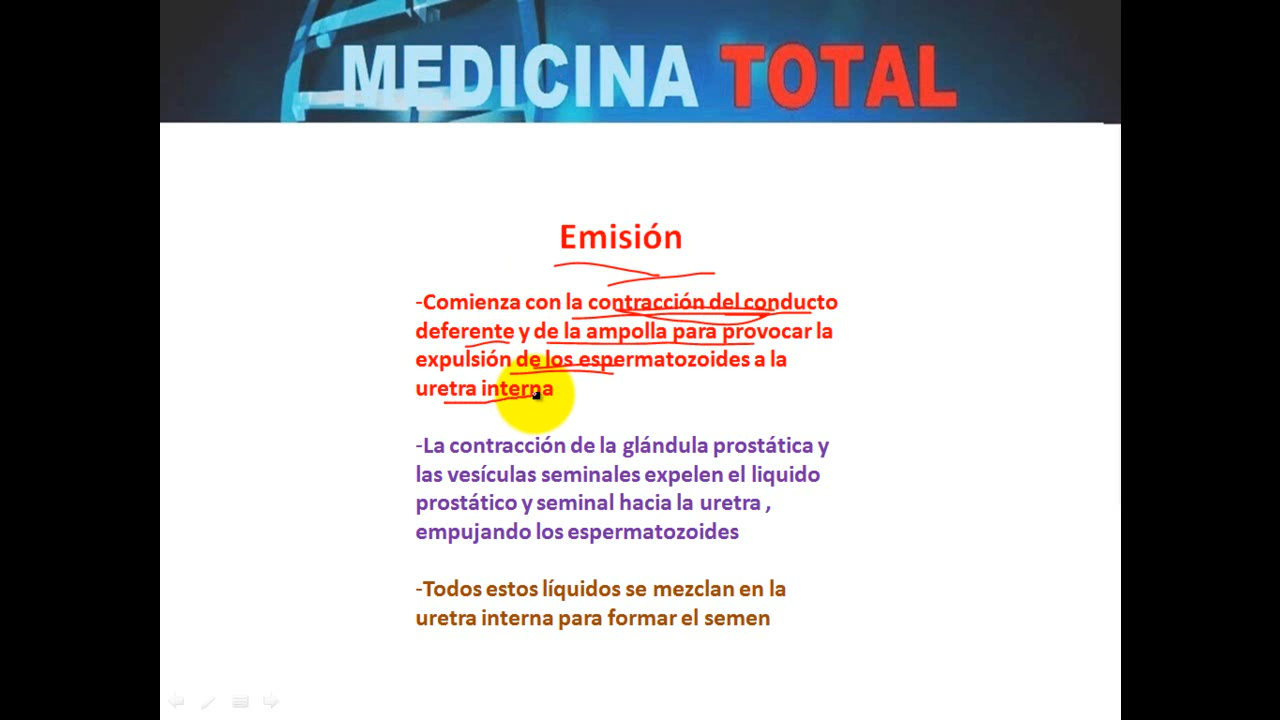 MEDICINA TOTAL
Emisión
-Comienza con la contracción del conducto
deferente y de la ampolla para provocar la
expulsión de los espermatozoides a la
uretra interna
-La contracción de la glándula prostática y
las vesículas seminales expelen el liquido
prostático y seminal hacia la uretra ,
empujando los espermatozoides
-Todos estos líquidos se mezclan en la
uretra interna para formar el semen